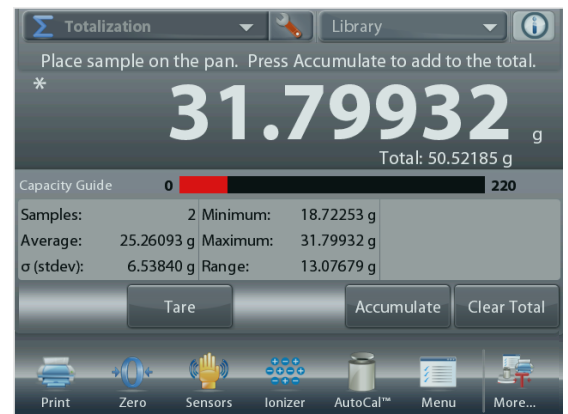 Σ Totalization Library
Place sample on the pan. Press Accumulate to add to the total.
* 31.79932 g
Total: 50.52185 g
Capacity Guide 0 220
Samples: 2 Minimum: 18.72253 g
Average: 25.26093 g Maximum: 31.79932 g
σ (stdev): 6.53840 g Range: 13.07679 g
Tare Accumulate Clear Total
Print Zero Sensors Ionizer AutoCal™ Menu More...